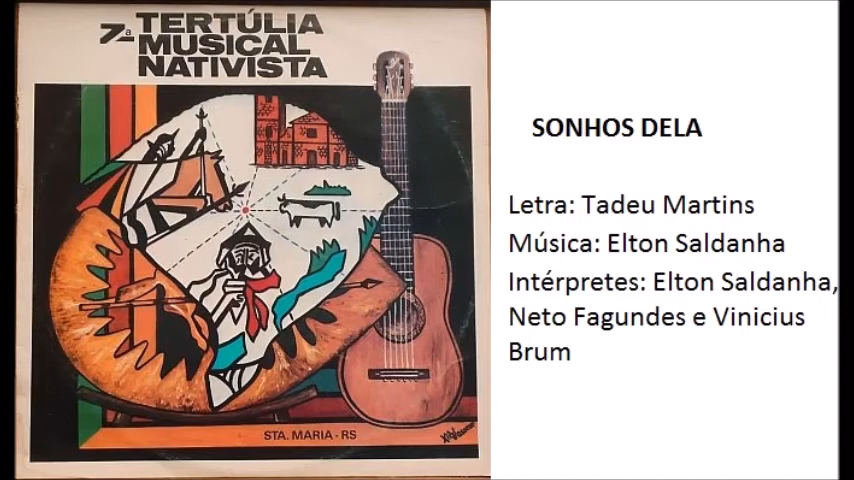 7ª TERTÚLIA
MUSICAL
NATIVISTA
STA. MARIA - RS
SONHOS DELA
Letra: Tadeu Martins
Música: Elton Saldanha
Intérpretes: Elton Saldanha,
Neto Fagundes e Vinicius
Brum